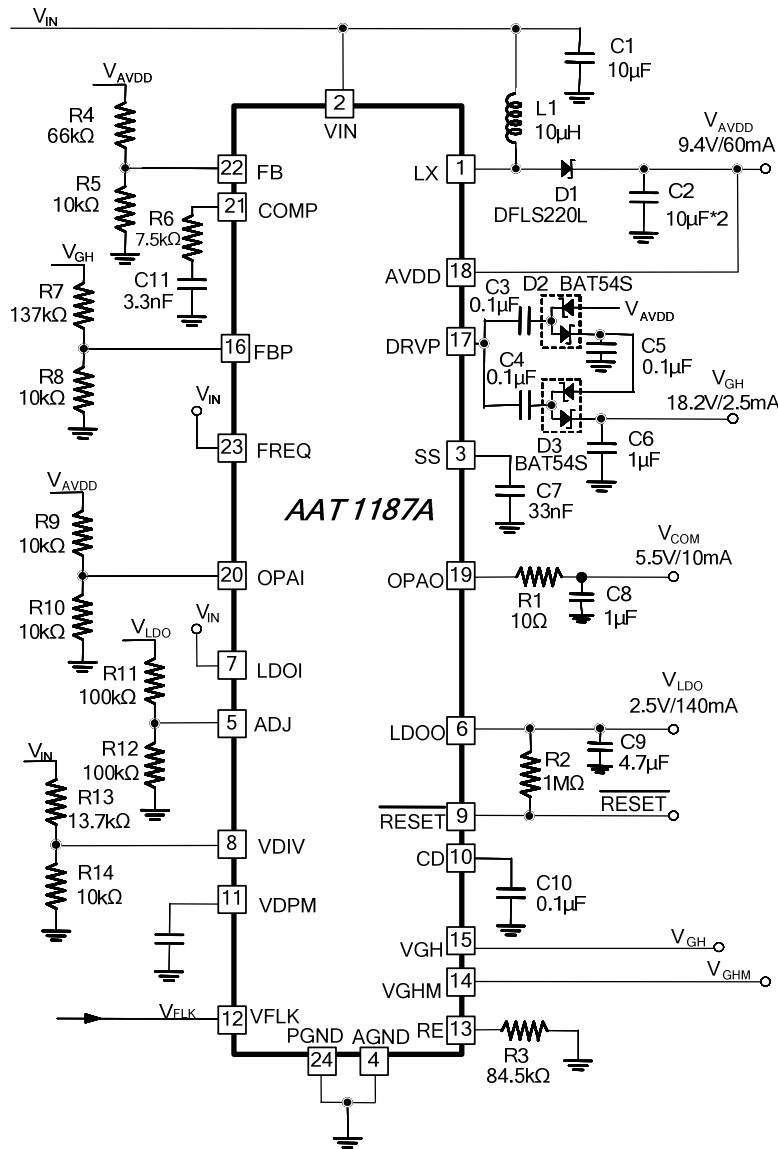 VIN
C1
10µF
VAVDD
R4
66kΩ
2
VIN
L1
10µH
VAVDD
9.4V/60mA
22
FB
LX
1
R5
10kΩ
21
COMP
D1
DFLS220L
C2
10µF*2
R6
7.5kΩ
VGH
C11
3.3nF
AVDD
18
R7
137kΩ
C3
0.1µF
D2
BAT54S
VAVDD
16
FBP
DRVP
17
C4
0.1µF
C5
0.1µF
R8
10kΩ
VIN
VGH
18.2V/2.5mA
23
FREQ
SS
3
D3
BAT54S
C6
1µF
VAVDD
AAT1187A
C7
33nF
R9
10kΩ
VCOM
5.5V/10mA
20
OPAI
OPAO
19
R1
10Ω
C8
1µF
R10
10kΩ
VIN
VLDO
7
LDOI
R11
100kΩ
VLDO
2.5V/140mA
5
ADJ
LDOO
6
R12
100kΩ
R2
1MΩ
C9
4.7µF
VIN
R13
13.7kΩ
RESET
9
RESET
8
VDIV
CD
10
R14
10kΩ
C10
0.1µF
11
VDPM
VGH
15
VGH
VGHM
14
VGHM
VFLK
12
VFLK
RE
13
PGND
AGND
24
4
R3
84.5kΩ